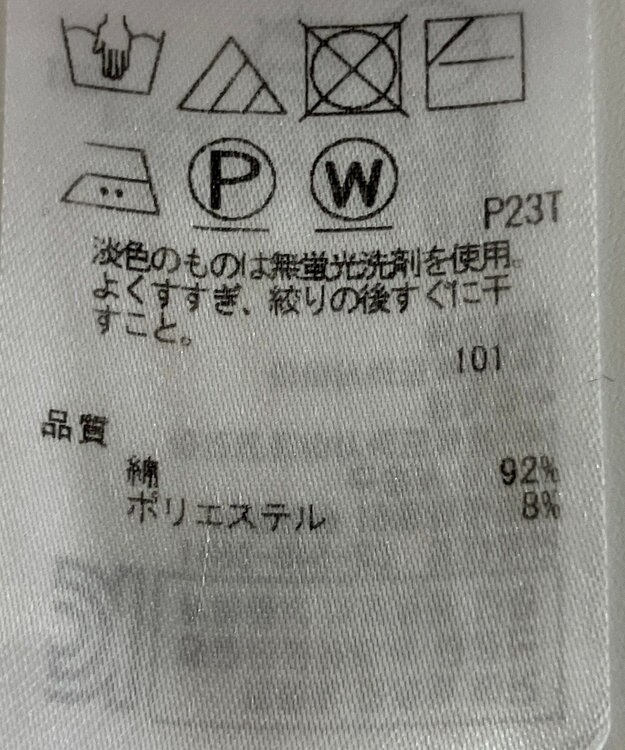 P
W
P23T
淡色のものは無蛍光洗剤を使用。
よくすすぎ、絞りの後すぐに干
すこと。
101
品質
綿 92%
ポリエステル 8%